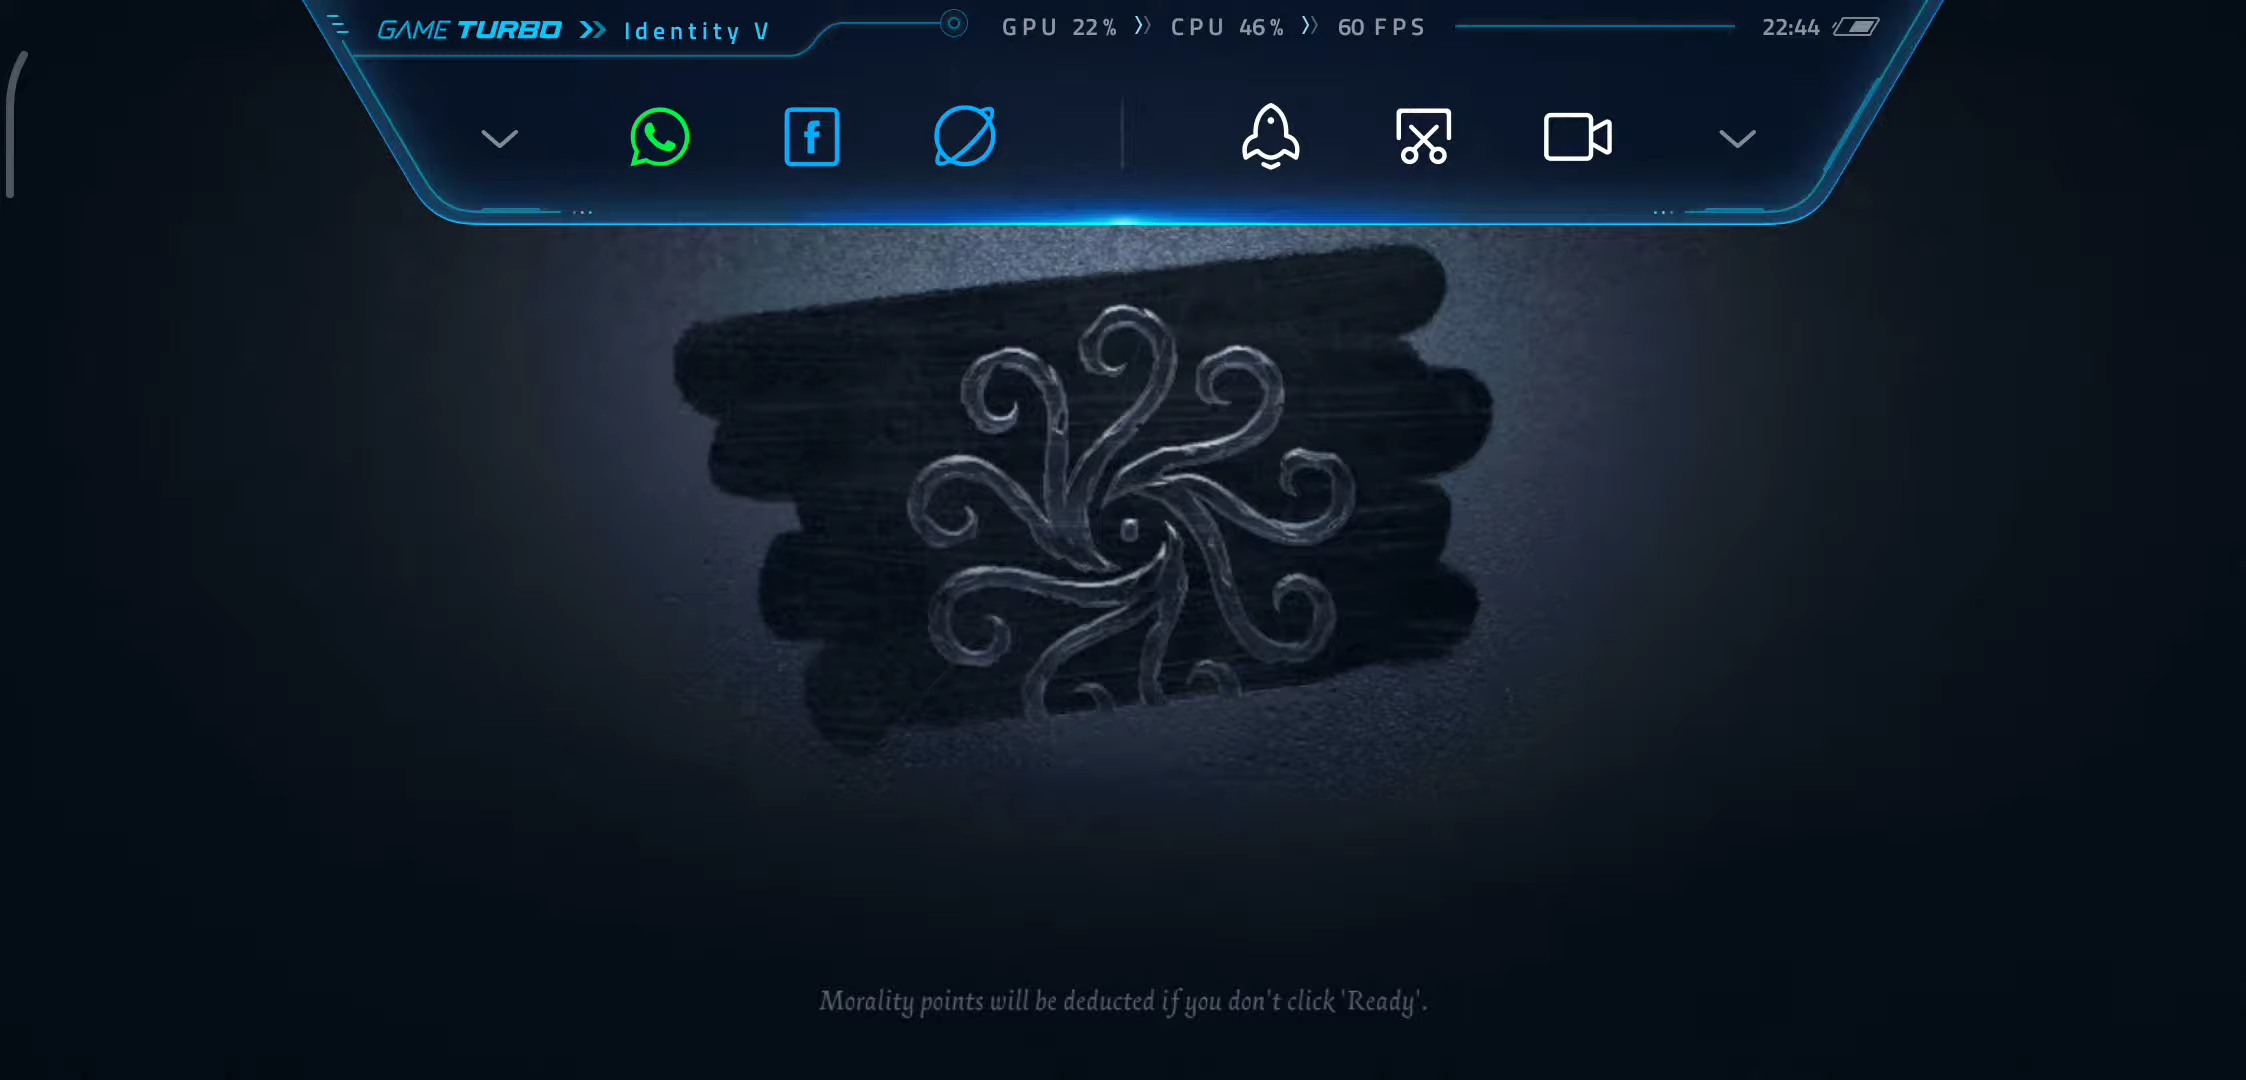 GAME TURBO Identity V
GPU 22% CPU 46% 60 FPS
22:44
Morality points will be deducted if you don't click 'Ready'.